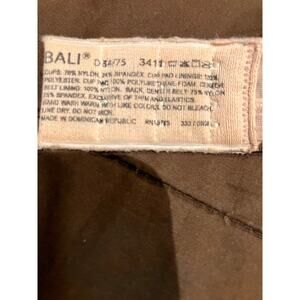 BALI® D 34/75 3411
CUPS: 76% NYLON, 24% SPANDEX. CUP PAD LININGS: 100%
POLYESTER. CUP PAD: 100% POLYURETHANE FOAM. CENTER
BELT LINING: 100% NYLON. BACK, CENTER BELT: 75% NYLON
25% SPANDEX. EXCLUSIVE OF TRIM AND ELASTICS.
HAND WASH WARM WITH LIKE COLORS. DO NOT BLEACH.
LINE DRY. DO NOT IRON.
MADE IN DOMINICAN REPUBLIC